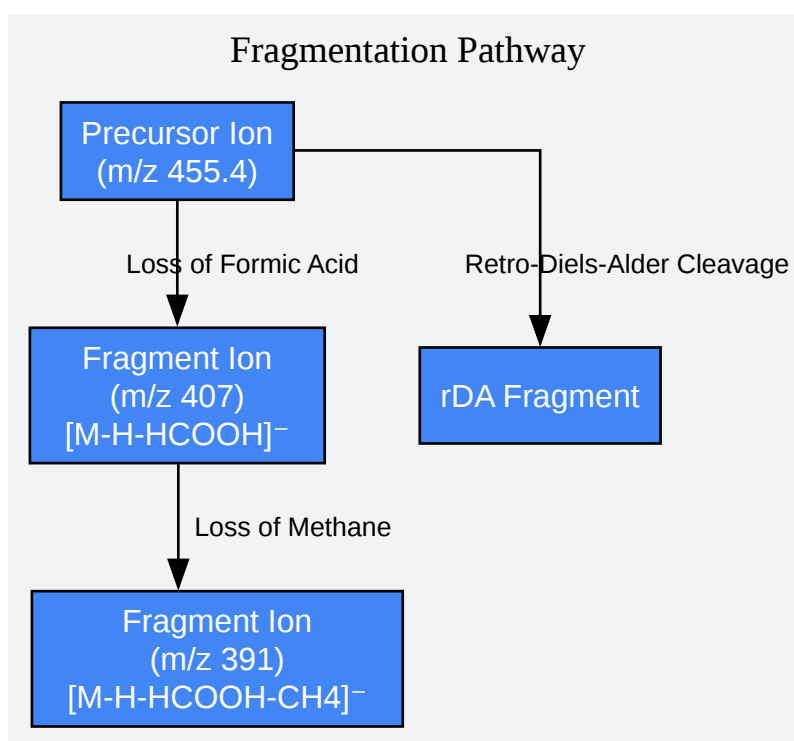 Fragmentation Pathway
Precursor Ion
(m/z 455.4)
Loss of Formic Acid
Retro-Diels-Alder Cleavage
Fragment Ion
(m/z 407)
[M-H-HCOOH]⁻
rDA Fragment
Loss of Methane
Fragment Ion
(m/z 391)
[M-H-HCOOH-CH4]⁻